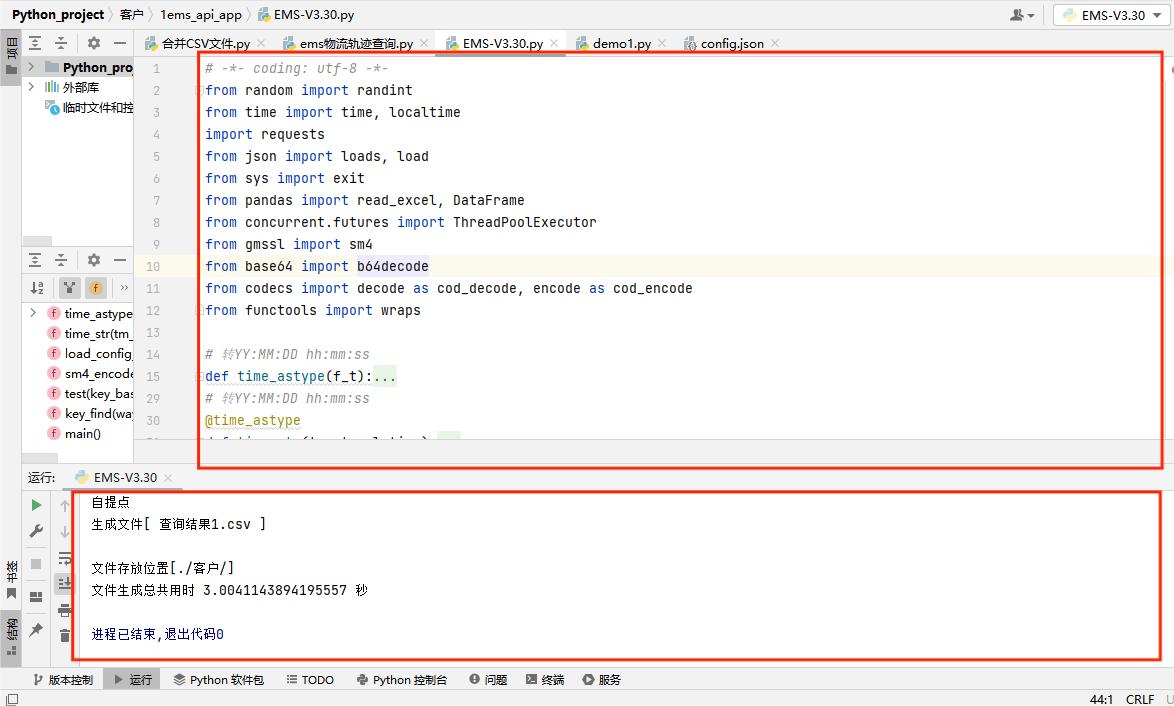 Python_project 客户 1ems_api_app EMS-V3.30.py EMS-V3.30
项目
合并CSV文件.py ems物流轨迹查询.py EMS-V3.30.py demo1.py config.json
Python_pro
外部库
临时文件和控
1 # -*- coding: utf-8 -*-
2 from random import randint
3 from time import time, localtime
4 import requests
5 from json import loads, load
6 from sys import exit
7 from pandas import read_excel, DataFrame
8 from concurrent.futures import ThreadPoolExecutor
9 from gmssl import sm4
10 from base64 import b64decode
11 from codecs import decode as cod_decode, encode as cod_encode
12 from functools import wraps
13
14 # 转YY:MM:DD hh:mm:ss
15 def time_astype(f_t):...
29 # 转YY:MM:DD hh:mm:ss
30 @time_astype
time_astype
time_str(tm_
load_config_
sm4_encode
test(key_bas
key_find(way
main()
运行: EMS-V3.30
自提点
生成文件[ 查询结果1.csv ]
文件存放位置[./客户/]
文件生成总共用时 3.0041143894195557 秒
进程已结束,退出代码0
书签
结构
版本控制 运行 Python 软件包 TODO Python 控制台 问题 终端 服务
44:1 CRLF